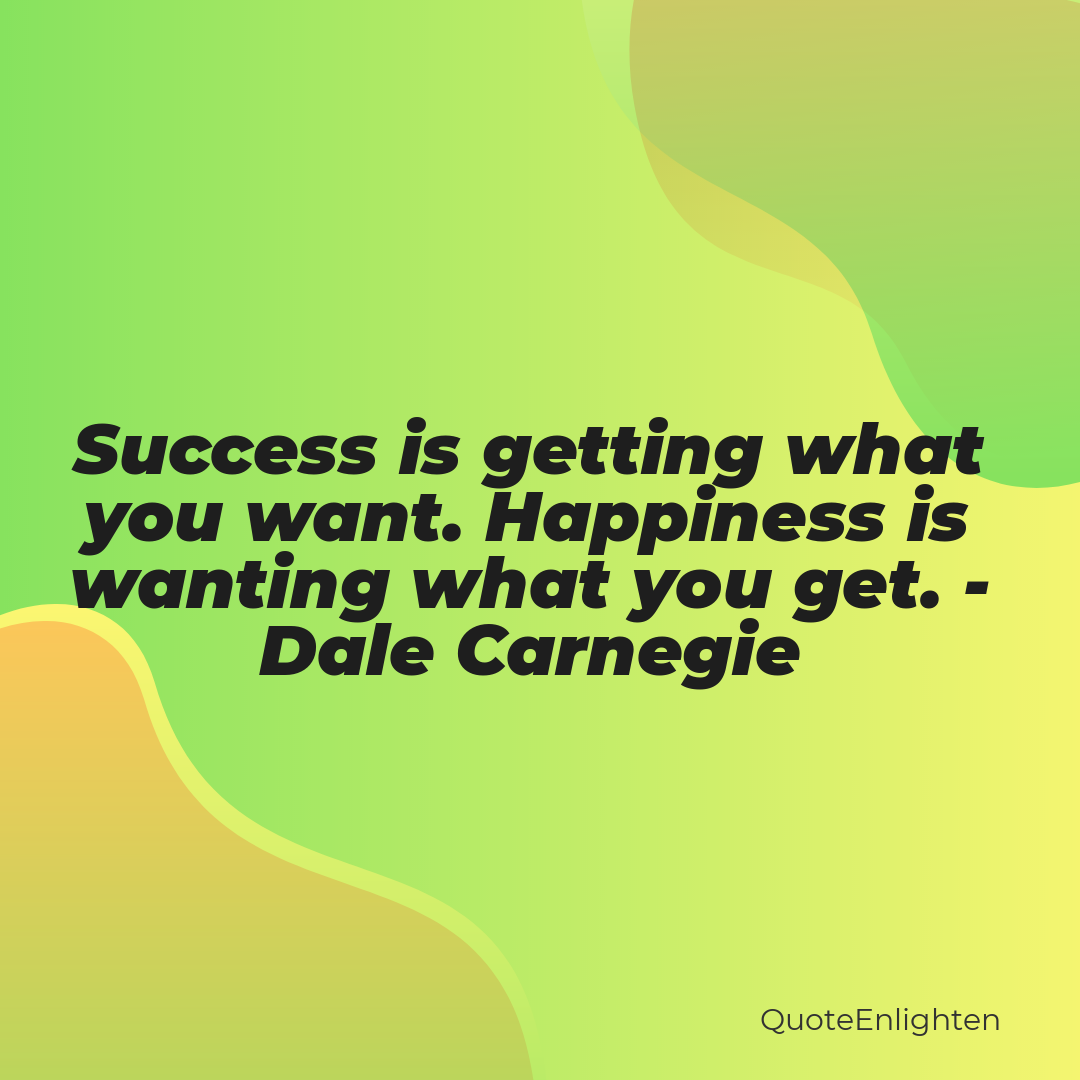 Success is getting what
you want. Happiness is
wanting what you get. -
Dale Carnegie
QuoteEnlighten